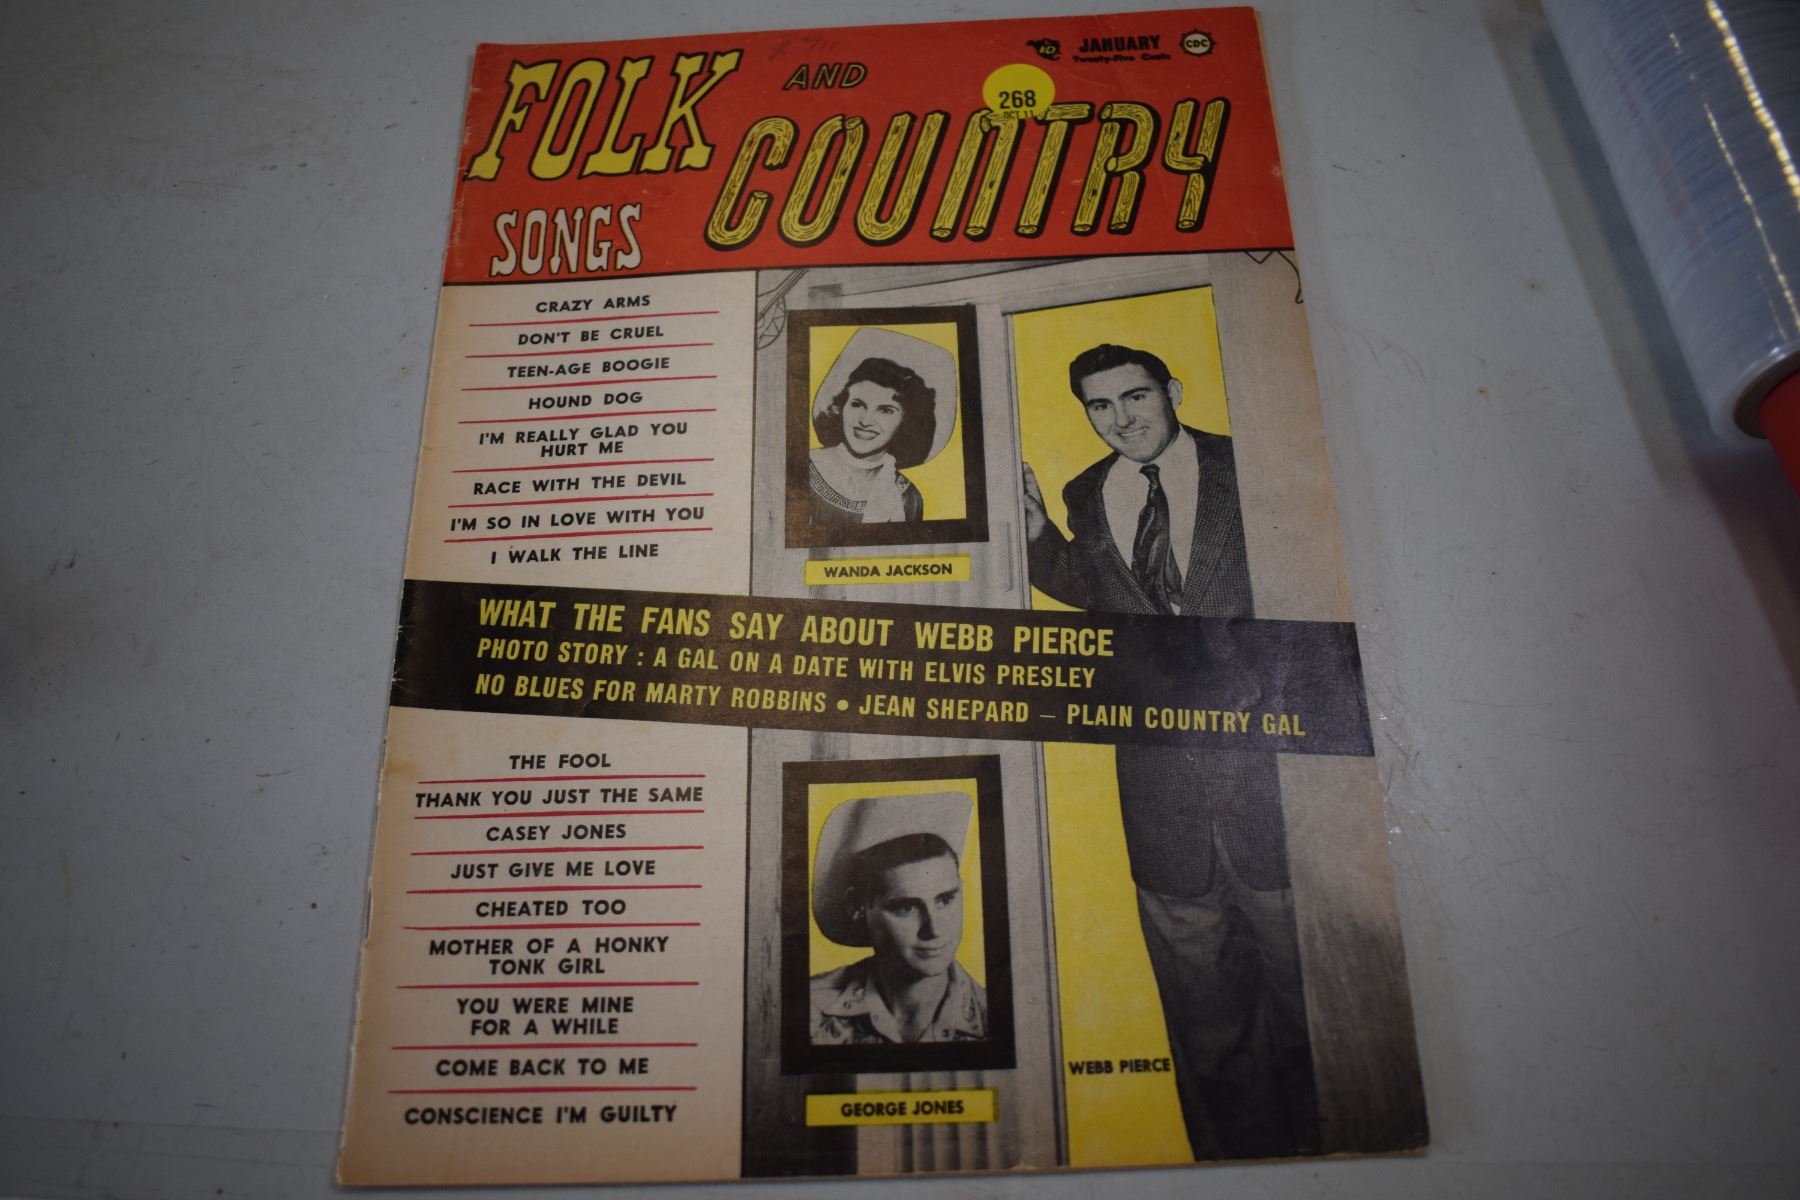 FOLK AND COUNTRY
SONGS
JANUARY
Twenty-Five Cents
CDC
268
OCT 11
CRAZY ARMS
DON'T BE CRUEL
TEEN-AGE BOOGIE
HOUND DOG
I'M REALLY GLAD YOU
HURT ME
RACE WITH THE DEVIL
I'M SO IN LOVE WITH YOU
I WALK THE LINE
WANDA JACKSON
WHAT THE FANS SAY ABOUT WEBB PIERCE
PHOTO STORY : A GAL ON A DATE WITH ELVIS PRESLEY
NO BLUES FOR MARTY ROBBINS • JEAN SHEPARD – PLAIN COUNTRY GAL
THE FOOL
THANK YOU JUST THE SAME
CASEY JONES
JUST GIVE ME LOVE
CHEATED TOO
MOTHER OF A HONKY
TONK GIRL
YOU WERE MINE
FOR A WHILE
COME BACK TO ME
CONSCIENCE I'M GUILTY
GEORGE JONES
WEBB PIERCE